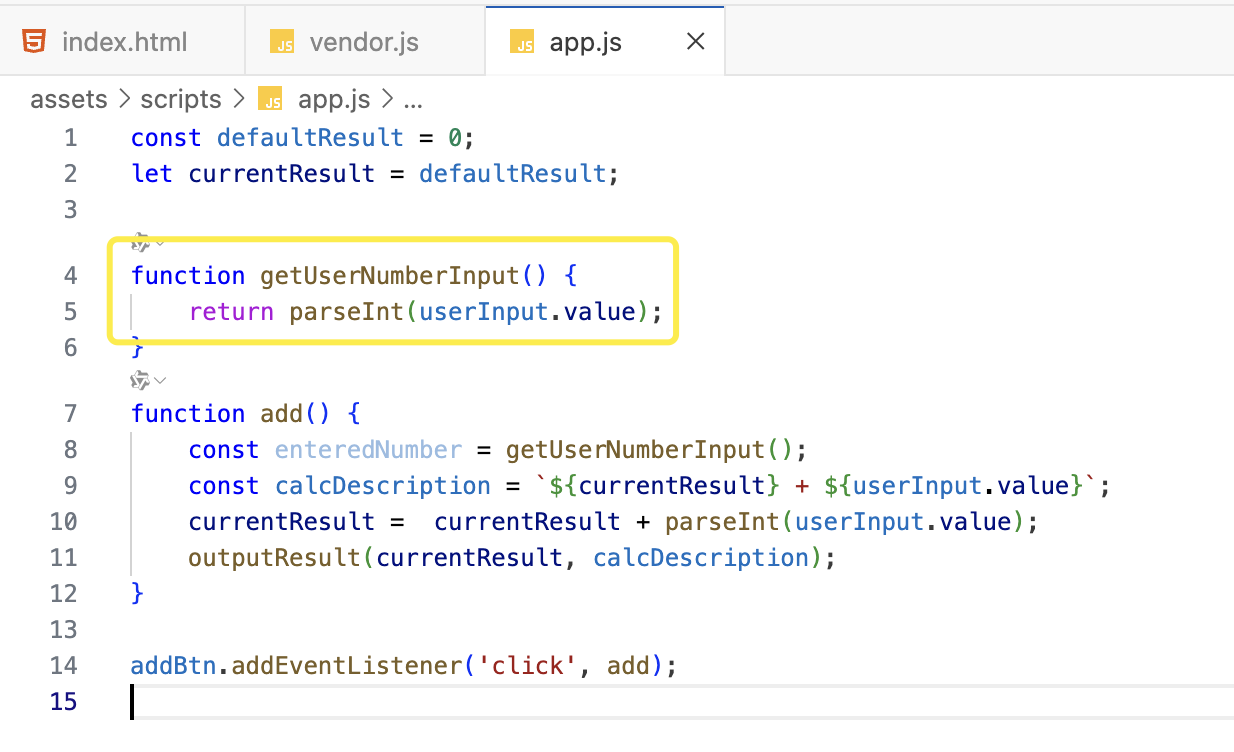 index.html
JS vendor.js
JS app.js
assets > scripts > JS app.js > ...
1 const defaultResult = 0;
2 let currentResult = defaultResult;
3
4 function getUserNumberInput() {
5     return parseInt(userInput.value);
6 }
7 function add() {
8     const enteredNumber = getUserNumberInput();
9     const calcDescription = `${currentResult} + ${userInput.value}`;
10     currentResult =  currentResult + parseInt(userInput.value);
11     outputResult(currentResult, calcDescription);
12 }
13
14 addBtn.addEventListener('click', add);
15